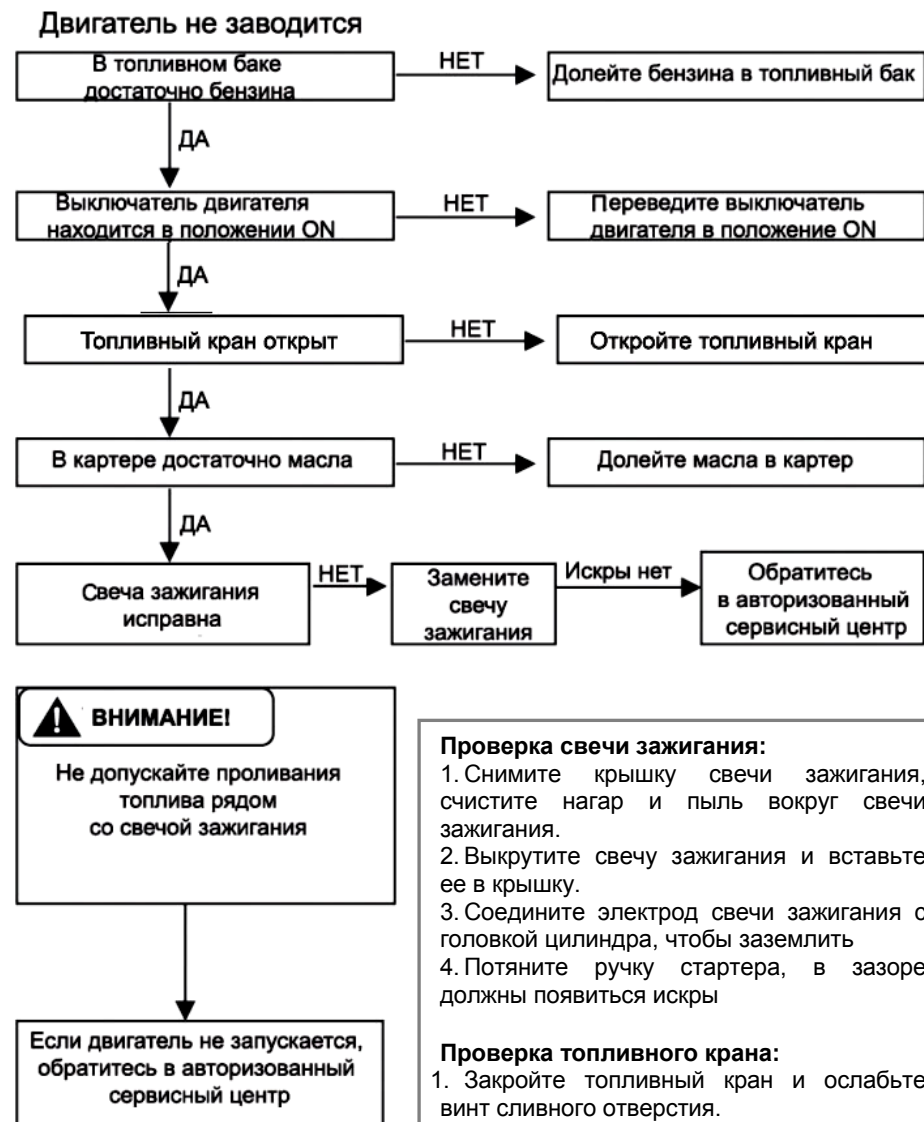 Двигатель не заводится
В топливном баке
достаточно бензина
НЕТ
Долейте бензина в топливный бак
ДА
Выключатель двигателя
находится в положении ON
НЕТ
Переведите выключатель
двигателя в положение ON
ДА
Топливный кран открыт
НЕТ
Откройте топливный кран
ДА
В картере достаточно масла
НЕТ
Долейте масла в картер
ДА
Свеча зажигания
исправна
НЕТ
Замените
свечу
зажигания
Искры нет
Обратитесь
в авторизованный
сервисный центр
ВНИМАНИЕ!
Не допускайте проливания
топлива рядом
со свечой зажигания
Если двигатель не запускается,
обратитесь в авторизованный
сервисный центр
Проверка свечи зажигания:
1. Снимите крышку свечи зажигания,
счистите нагар и пыль вокруг свечи
зажигания.
2. Выкрутите свечу зажигания и вставьте
ее в крышку.
3. Соедините электрод свечи зажигания с
головкой цилиндра, чтобы заземлить
4. Потяните ручку стартера, в зазоре
должны появиться искры
Проверка топливного крана:
1. Закройте топливный кран и ослабьте
винт сливного отверстия.